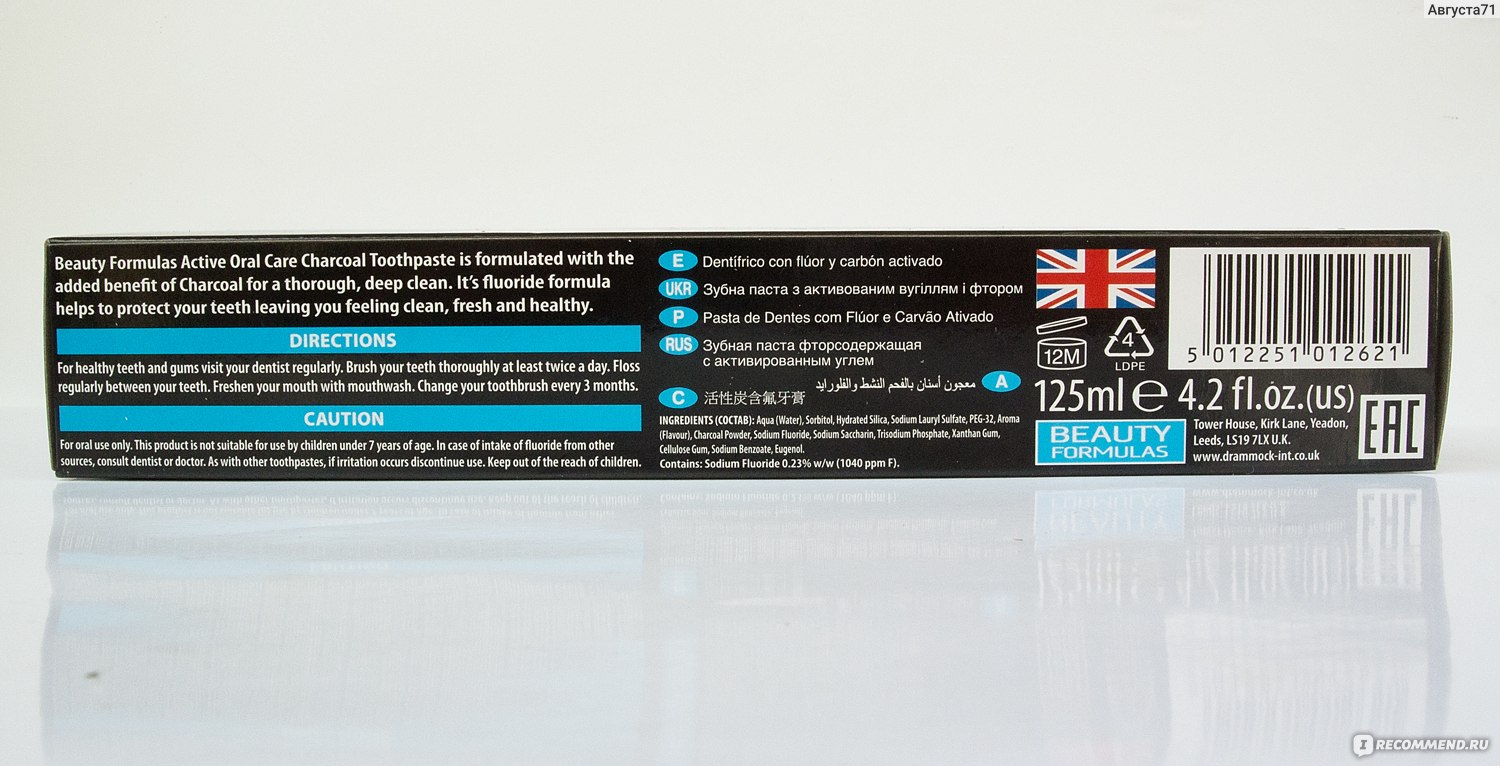 Августа71
Beauty Formulas Active Oral Care Charcoal Toothpaste is formulated with the
added benefit of Charcoal for a thorough, deep clean. It's fluoride formula
helps to protect your teeth leaving you feeling clean, fresh and healthy.
DIRECTIONS
For healthy teeth and gums visit your dentist regularly. Brush your teeth thoroughly at least twice a day. Floss
regularly between your teeth. Freshen your mouth with mouthwash. Change your toothbrush every 3 months.
CAUTION
For oral use only. This product is not suitable for use by children under 7 years of age. In case of intake of fluoride from other
sources, consult dentist or doctor. As with other toothpastes, if irritation occurs discontinue use. Keep out of the reach of children.
E Dentífrico con flúor y carbón activado
UKR Зубна паста з активованим вугіллям і фтором
P Pasta de Dentes com Flúor e Carvão Ativado
RUS Зубная паста фторсодержащая
с активированным углем
A معجون أسنان بالفحم النشط والفلورايد
C 活性炭含氟牙膏
INGREDIENTS (СОСТАВ): Aqua (Water), Sorbitol, Hydrated Silica, Sodium Lauryl Sulfate, PEG-32, Aroma
(Flavour), Charcoal Powder, Sodium Fluoride, Sodium Saccharin, Trisodium Phosphate, Xanthan Gum,
Cellulose Gum, Sodium Benzoate, Eugenol.
Contains: Sodium Fluoride 0.23% w/w (1040 ppm F).
12M
4
LDPE
5 012251 012621
125ml e 4.2 fl.oz.(us)
BEAUTY
FORMULAS
Tower House, Kirk Lane, Yeadon,
Leeds, LS19 7LX U.K.
www.drammock-int.co.uk
EAC
I RECOMMEND.RU